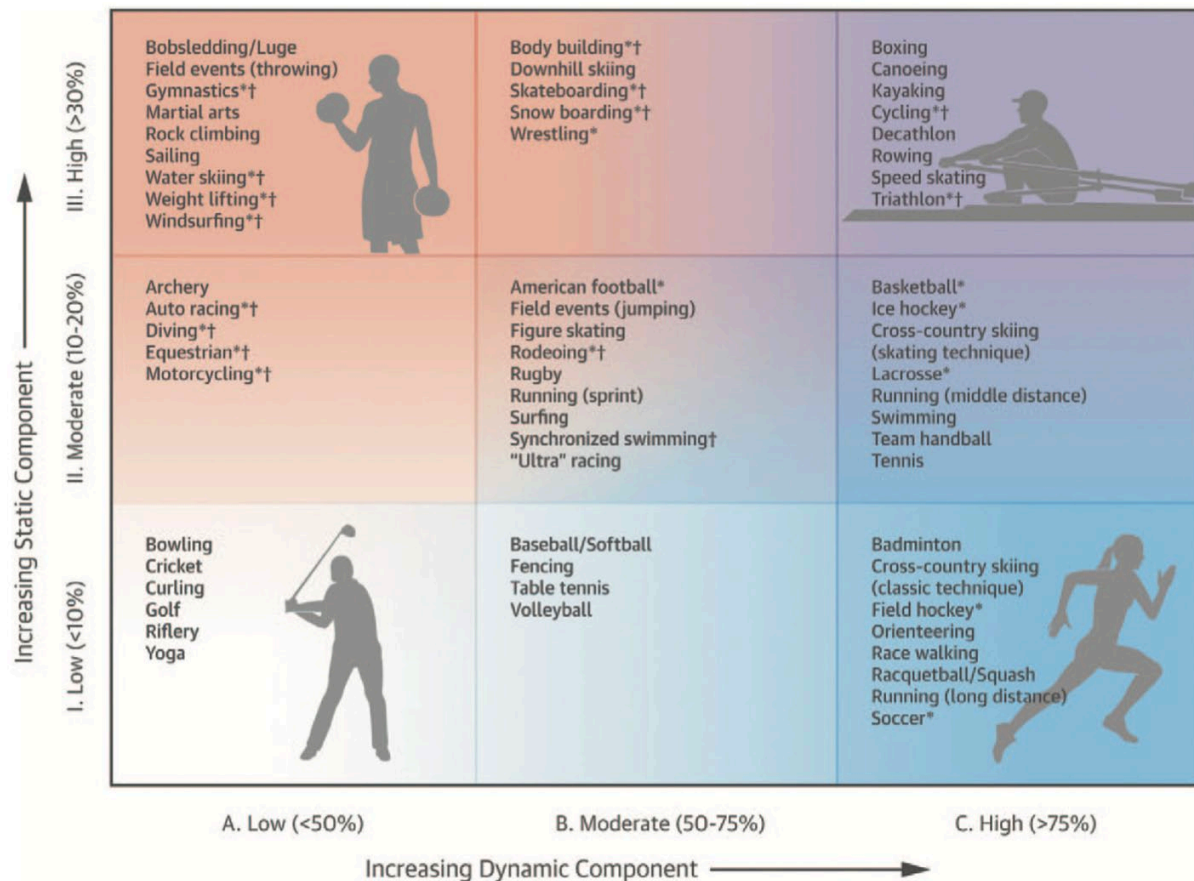 Increasing Static Component
III. High (>30%)
Bobsledding/Luge
Field events (throwing)
Gymnastics*†
Martial arts
Rock climbing
Sailing
Water skiing*†
Weight lifting*†
Windsurfing*†
Body building*†
Downhill skiing
Skateboarding*†
Snow boarding*†
Wrestling*
Boxing
Canoeing
Kayaking
Cycling*†
Decathlon
Rowing
Speed skating
Triathlon*†
II. Moderate (10-20%)
Archery
Auto racing*†
Diving*†
Equestrian*†
Motorcycling*†
American football*
Field events (jumping)
Figure skating
Rodeoing*†
Rugby
Running (sprint)
Surfing
Synchronized swimming†
"Ultra" racing
Basketball*
Ice hockey*
Cross-country skiing
(skating technique)
Lacrosse*
Running (middle distance)
Swimming
Team handball
Tennis
I. Low (<10%)
Bowling
Cricket
Curling
Golf
Riflery
Yoga
Baseball/Softball
Fencing
Table tennis
Volleyball
Badminton
Cross-country skiing
(classic technique)
Field hockey*
Orienteering
Race walking
Racquetball/Squash
Running (long distance)
Soccer*
A. Low (<50%)
B. Moderate (50-75%)
C. High (>75%)
Increasing Dynamic Component